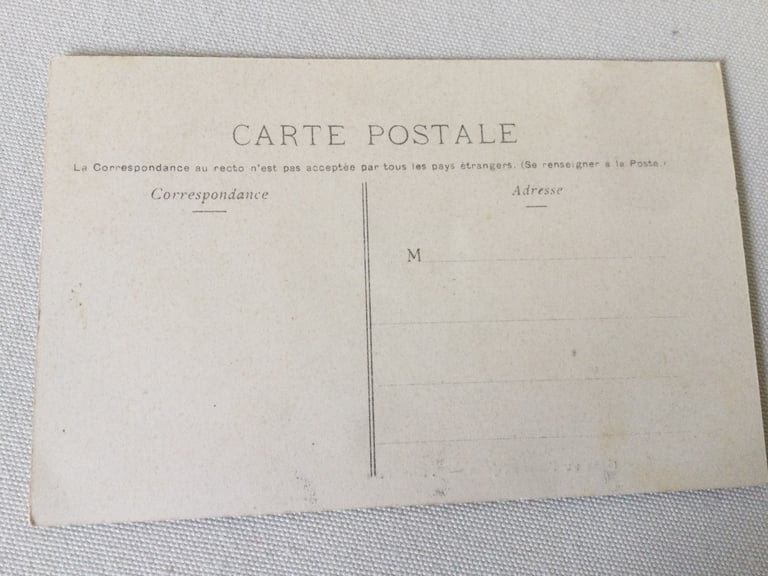 CARTE POSTALE
La Correspondance au recto n'est pas acceptée par tous les pays étrangers. (Se renseigner à la Poste.)
Correspondance
Adresse
M